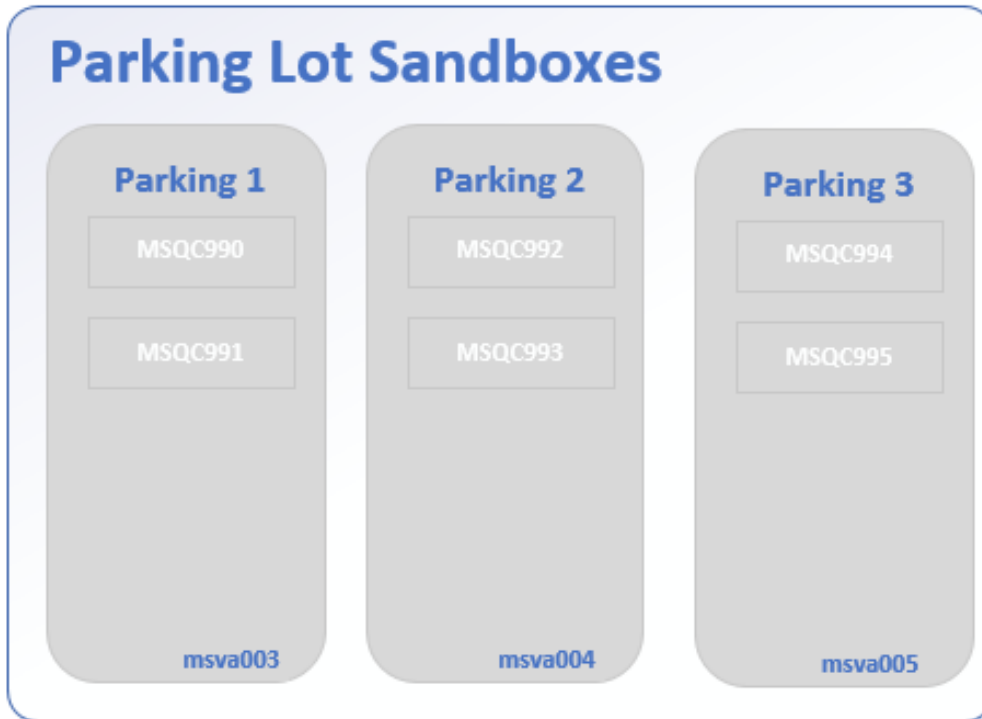 Parking Lot Sandboxes
Parking 1
MSQC990
MSQC991
msva003
Parking 2
MSQC992
MSQC993
msva004
Parking 3
MSQC994
MSQC995
msva005